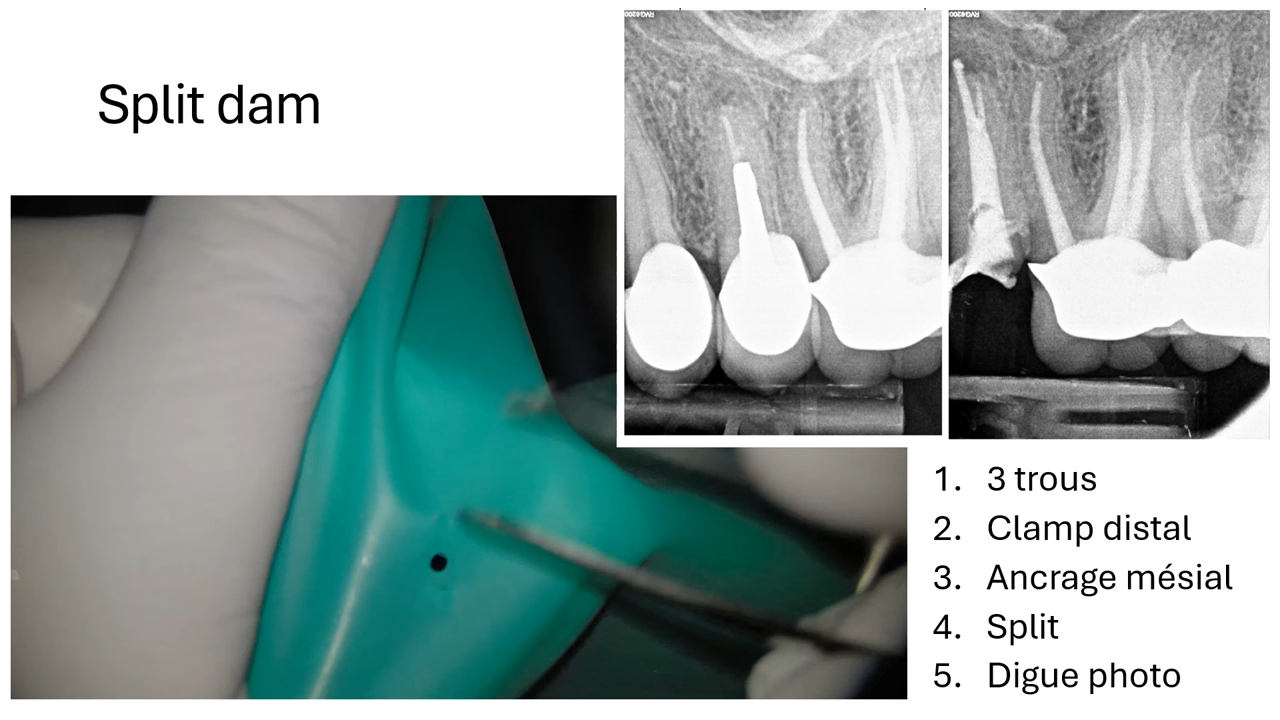 Split dam
1. 3 trous
2. Clamp distal
3. Ancrage mésial
4. Split
5. Digue photo